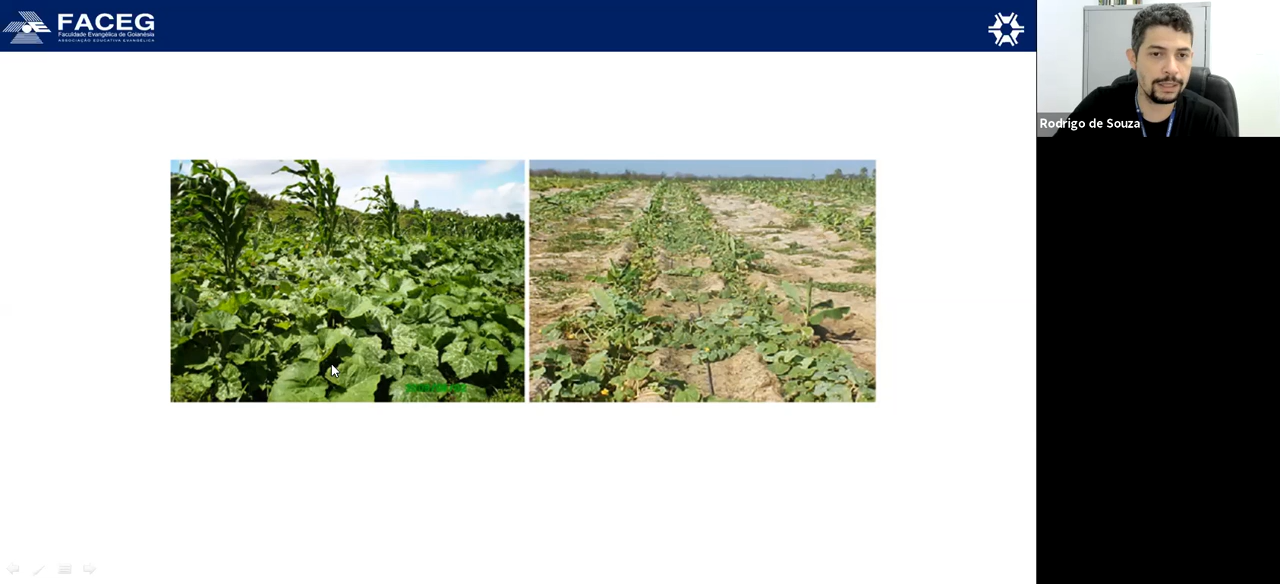 FACEG
Faculdade Evangélica de Goianésia
ASSOCIAÇÃO EDUCATIVA EVANGÉLICA
Rodrigo de Souza